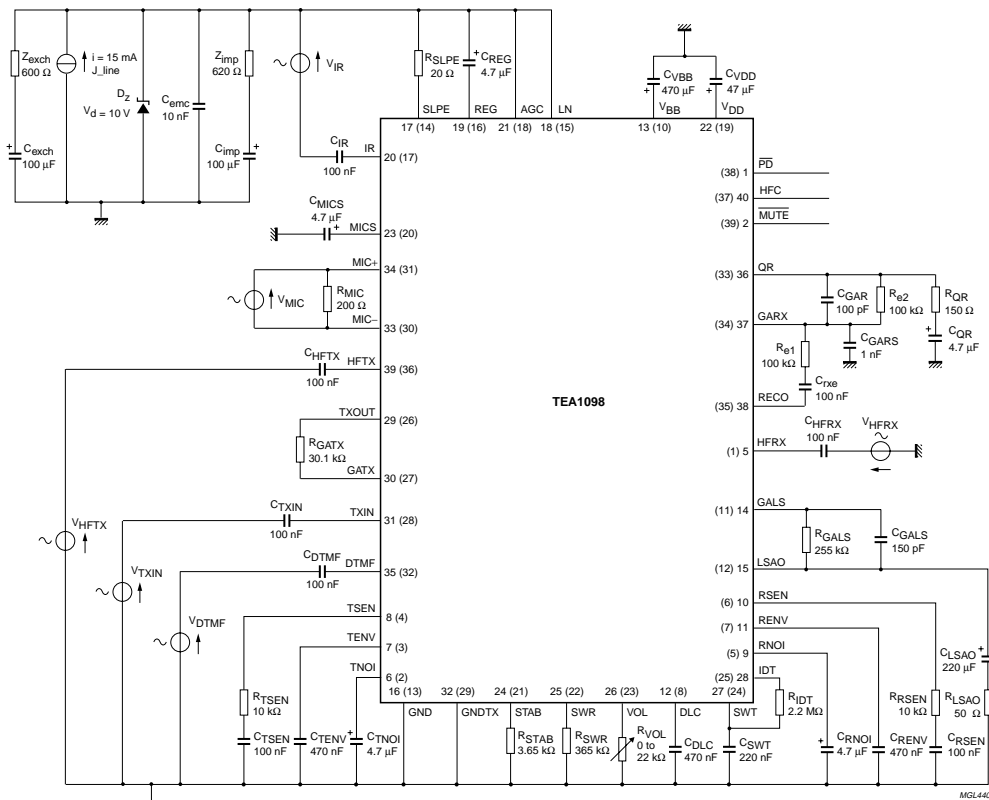 Zexch
600 Ω
i = 15 mA
J_line
Dz
Vd = 10 V
Cemc
10 nF
Zimp
620 Ω
Cexch
100 μF
+
Cimp
100 μF
+
VIR
RSLPE
20 Ω
+
CREG
4.7 μF
SLPE
REG
AGC
LN
17 (14)
19 (16)
21 (18)
18 (15)
CVBB
470 μF
+
CVDD
47 μF
+
VBB
VDD
13 (10)
22 (19)
CIR
100 nF
IR
20 (17)
CMICS
4.7 μF
+
MICS
23 (20)
MIC+
34 (31)
VMIC
RMIC
200 Ω
MIC−
33 (30)
CHFTX
100 nF
HFTX
39 (36)
TXOUT
29 (26)
RGATX
30.1 kΩ
GATX
30 (27)
CTXIN
100 nF
TXIN
31 (28)
VHFTX
CDTMF
100 nF
DTMF
35 (32)
VTXIN
VDTMF
TSEN
8 (4)
TENV
7 (3)
TNOI
6 (2)
RTSEN
10 kΩ
CTSEN
100 nF
CTENV
470 nF
+
CTNOI
4.7 μF
TEA1098
(38) 1
PD
(37) 40
HFC
(39) 2
MUTE
(33) 36
QR
CGAR
100 pF
Re2
100 kΩ
RQR
150 Ω
(34) 37
GARX
CGARS
1 nF
+
CQR
4.7 μF
Re1
100 kΩ
Crxe
100 nF
(35) 38
RECO
CHFRX
100 nF
VHFRX
(1) 5
HFRX
(11) 14
GALS
RGALS
255 kΩ
CGALS
150 pF
(12) 15
LSAO
(6) 10
RSEN
(7) 11
RENV
(5) 9
RNOI
(25) 28
IDT
27 (24)
SWT
RIDT
2.2 MΩ
CLSAO
220 μF
+
RRSEN
10 kΩ
RLSAO
50 Ω
+
CRNOI
4.7 μF
CRENV
470 nF
CRSEN
100 nF
16 (13)
32 (29)
24 (21)
25 (22)
26 (23)
12 (8)
GND
GNDTX
STAB
SWR
VOL
DLC
RSTAB
3.65 kΩ
RSWR
365 kΩ
RVOL
0 to
22 kΩ
CDLC
470 nF
CSWT
220 nF
MGL440